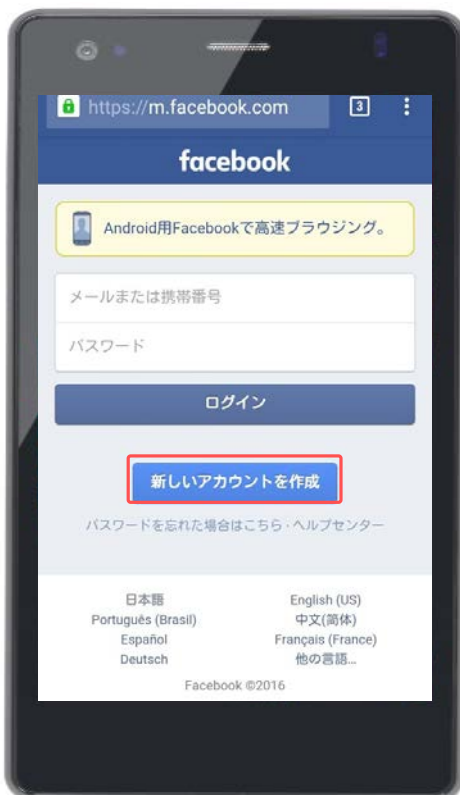 https://m.facebook.com 3
facebook
Android用Facebookで高速ブラウジング。
メールまたは携帯番号
パスワード
ログイン
新しいアカウントを作成
パスワードを忘れた場合はこちら·ヘルプセンター
日本語 English (US)
Português (Brasil) 中文(简体)
Español Français (France)
Deutsch 他の言語...
Facebook ©2016